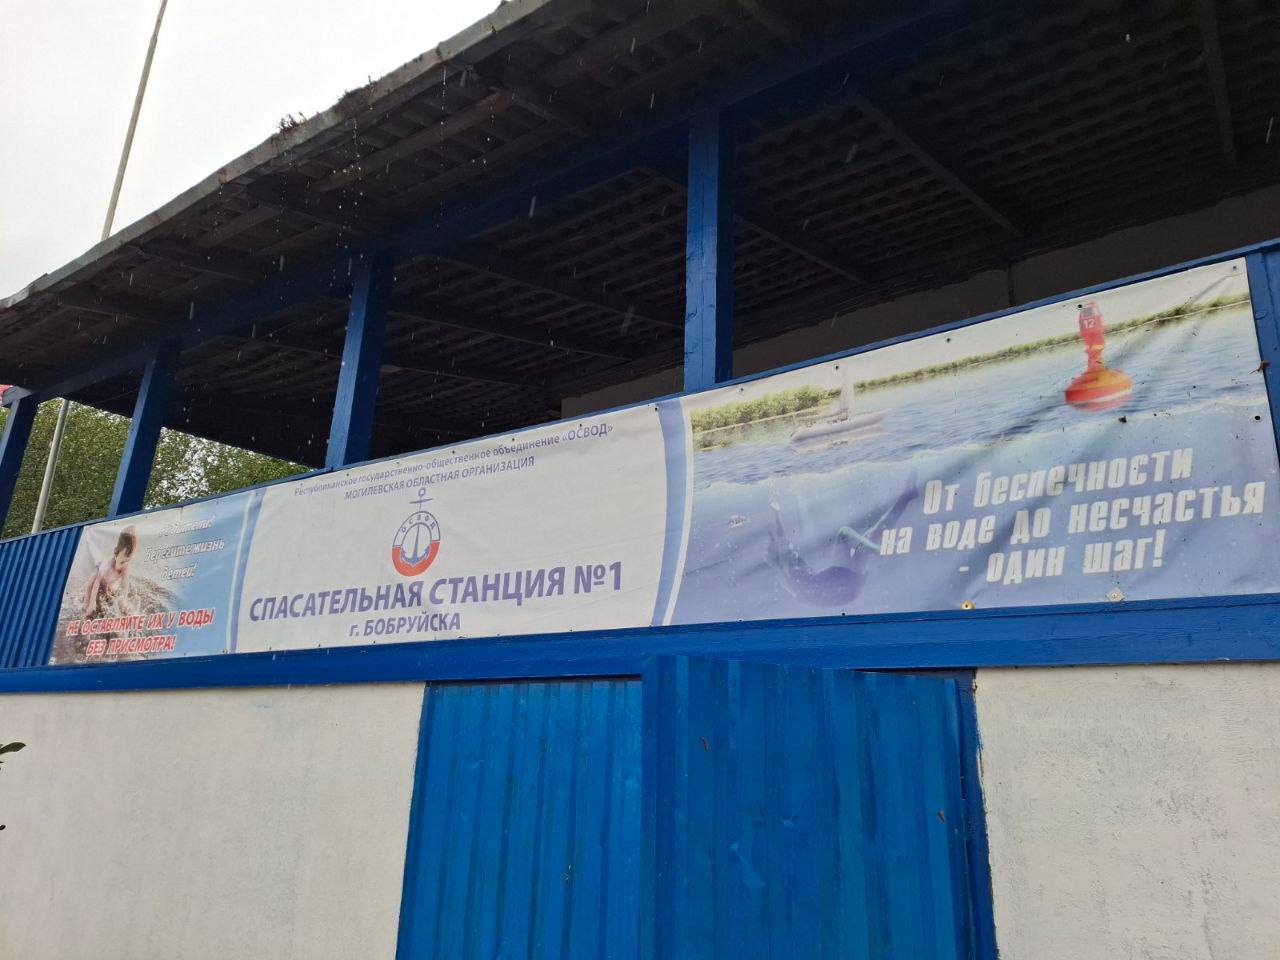 Родители!
Берегите жизнь
детей!
НЕ ОСТАВЛЯЙТЕ ИХ У ВОДЫ
БЕЗ ПРИСМОТРА!
Республиканское государственно-общественное объединение «ОСВОД»
МОГИЛЕВСКАЯ ОБЛАСТНАЯ ОРГАНИЗАЦИЯ
ОСВОД
СПАСАТЕЛЬНАЯ СТАНЦИЯ №1
г. БОБРУЙСКА
12
От беспечности
на воде до несчастья
- один шаг!